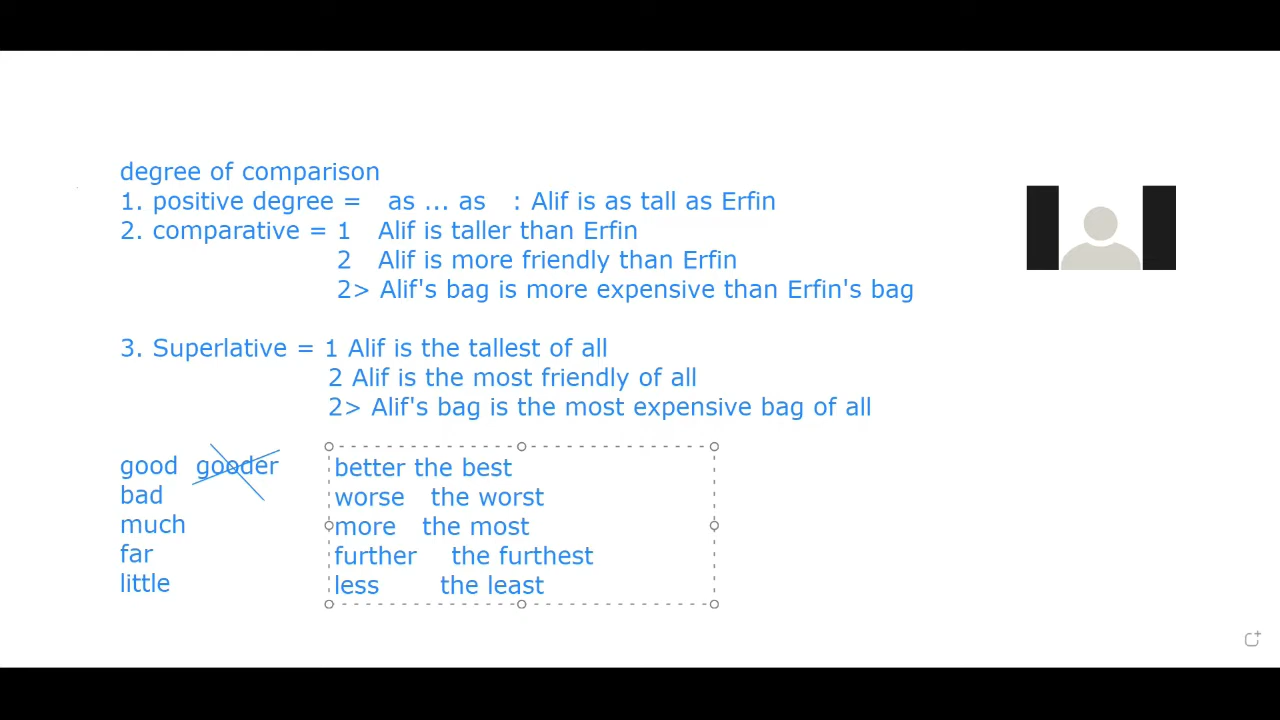 degree of comparison
1. positive degree = as ... as : Alif is as tall as Erfin
2. comparative = 1 Alif is taller than Erfin
2 Alif is more friendly than Erfin
2> Alif's bag is more expensive than Erfin's bag
3. Superlative = 1 Alif is the tallest of all
2 Alif is the most friendly of all
2> Alif's bag is the most expensive bag of all
good gooder better the best
bad worse the worst
much more the most
far further the furthest
little less the least